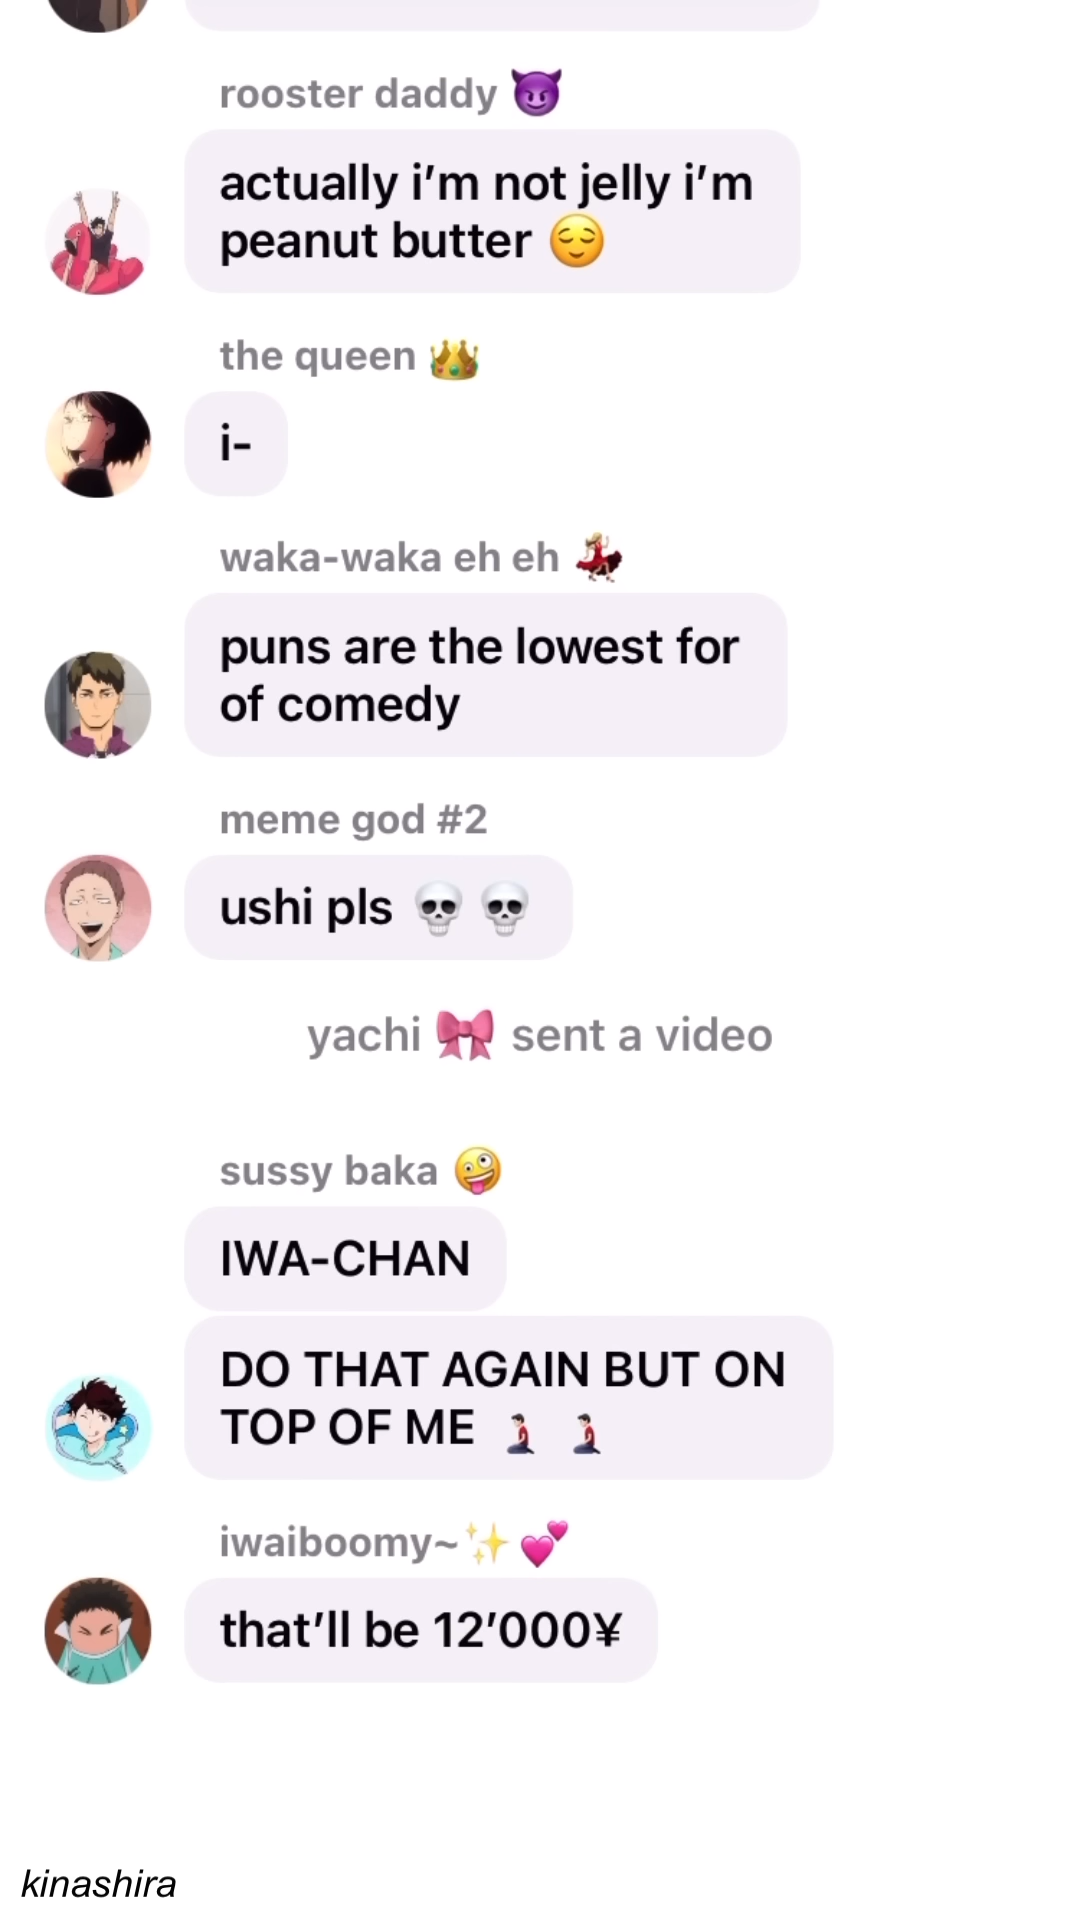 rooster daddy 😈
actually i’m not jelly i’m
peanut butter 😌
the queen 👑
i-
waka-waka eh eh 💃🏼
puns are the lowest for
of comedy
meme god #2
ushi pls 💀 💀
yachi 🎀 sent a video
sussy baka 🤪
IWA-CHAN
DO THAT AGAIN BUT ON
TOP OF ME 🧎🏻‍♂️ 🧎🏻‍♂️
iwaiboomy~✨💕
that’ll be 12’000¥
kinashira